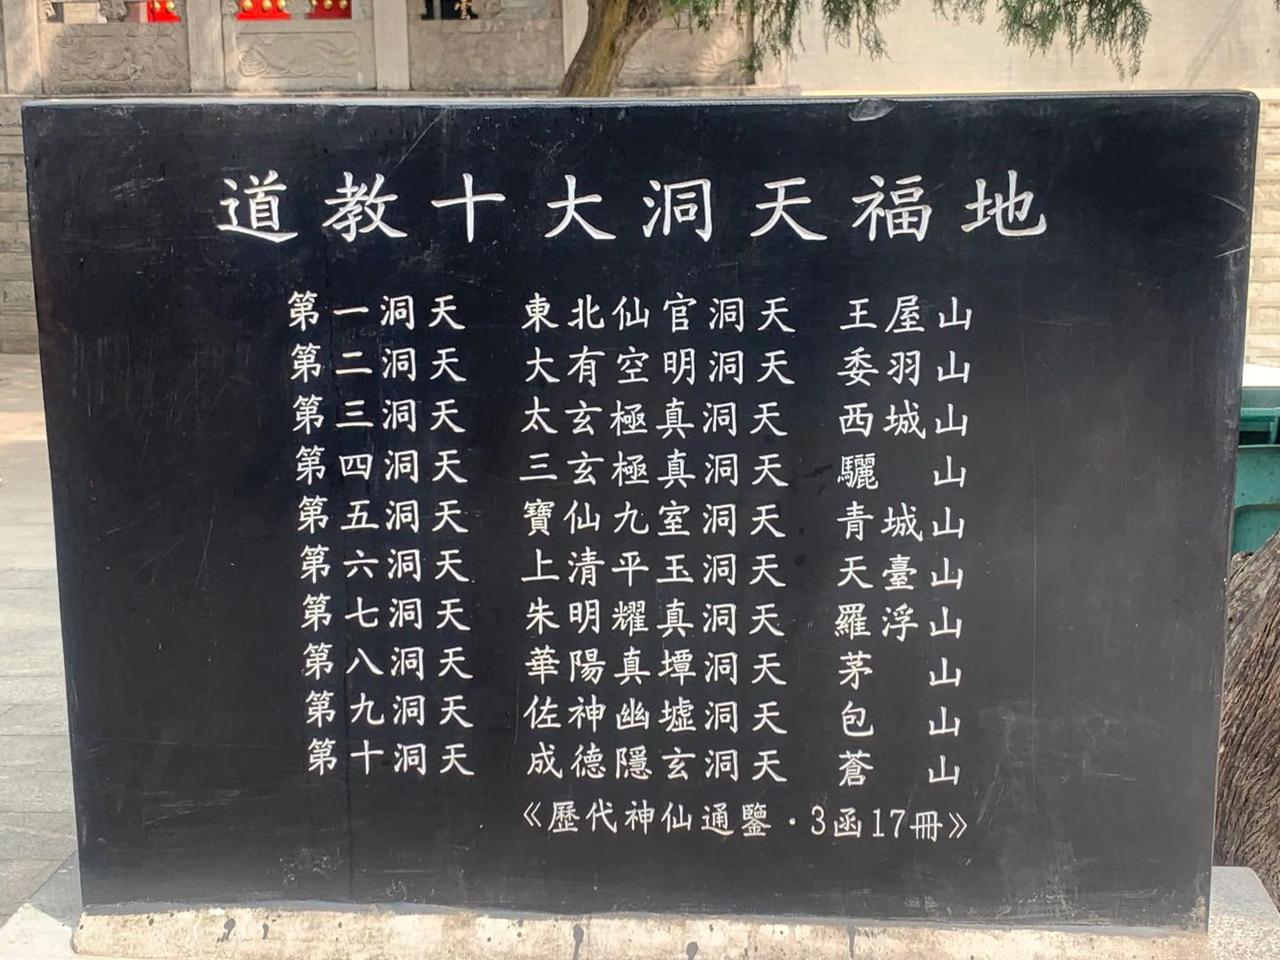 道教十大洞天福地
第一洞天 東北仙官洞天 王屋山
第二洞天 大有空明洞天 委羽山
第三洞天 太玄極真洞天 西城山
第四洞天 三玄極真洞天 驪山
第五洞天 寶仙九室洞天 青城山
第六洞天 上清平玉洞天 天臺山
第七洞天 朱明耀真洞天 羅浮山
第八洞天 華陽真墰洞天 茅山
第九洞天 佐神幽墟洞天 包山
第十洞天 成德隱玄洞天 蒼山
《歷代神仙通鑒·3函17冊》